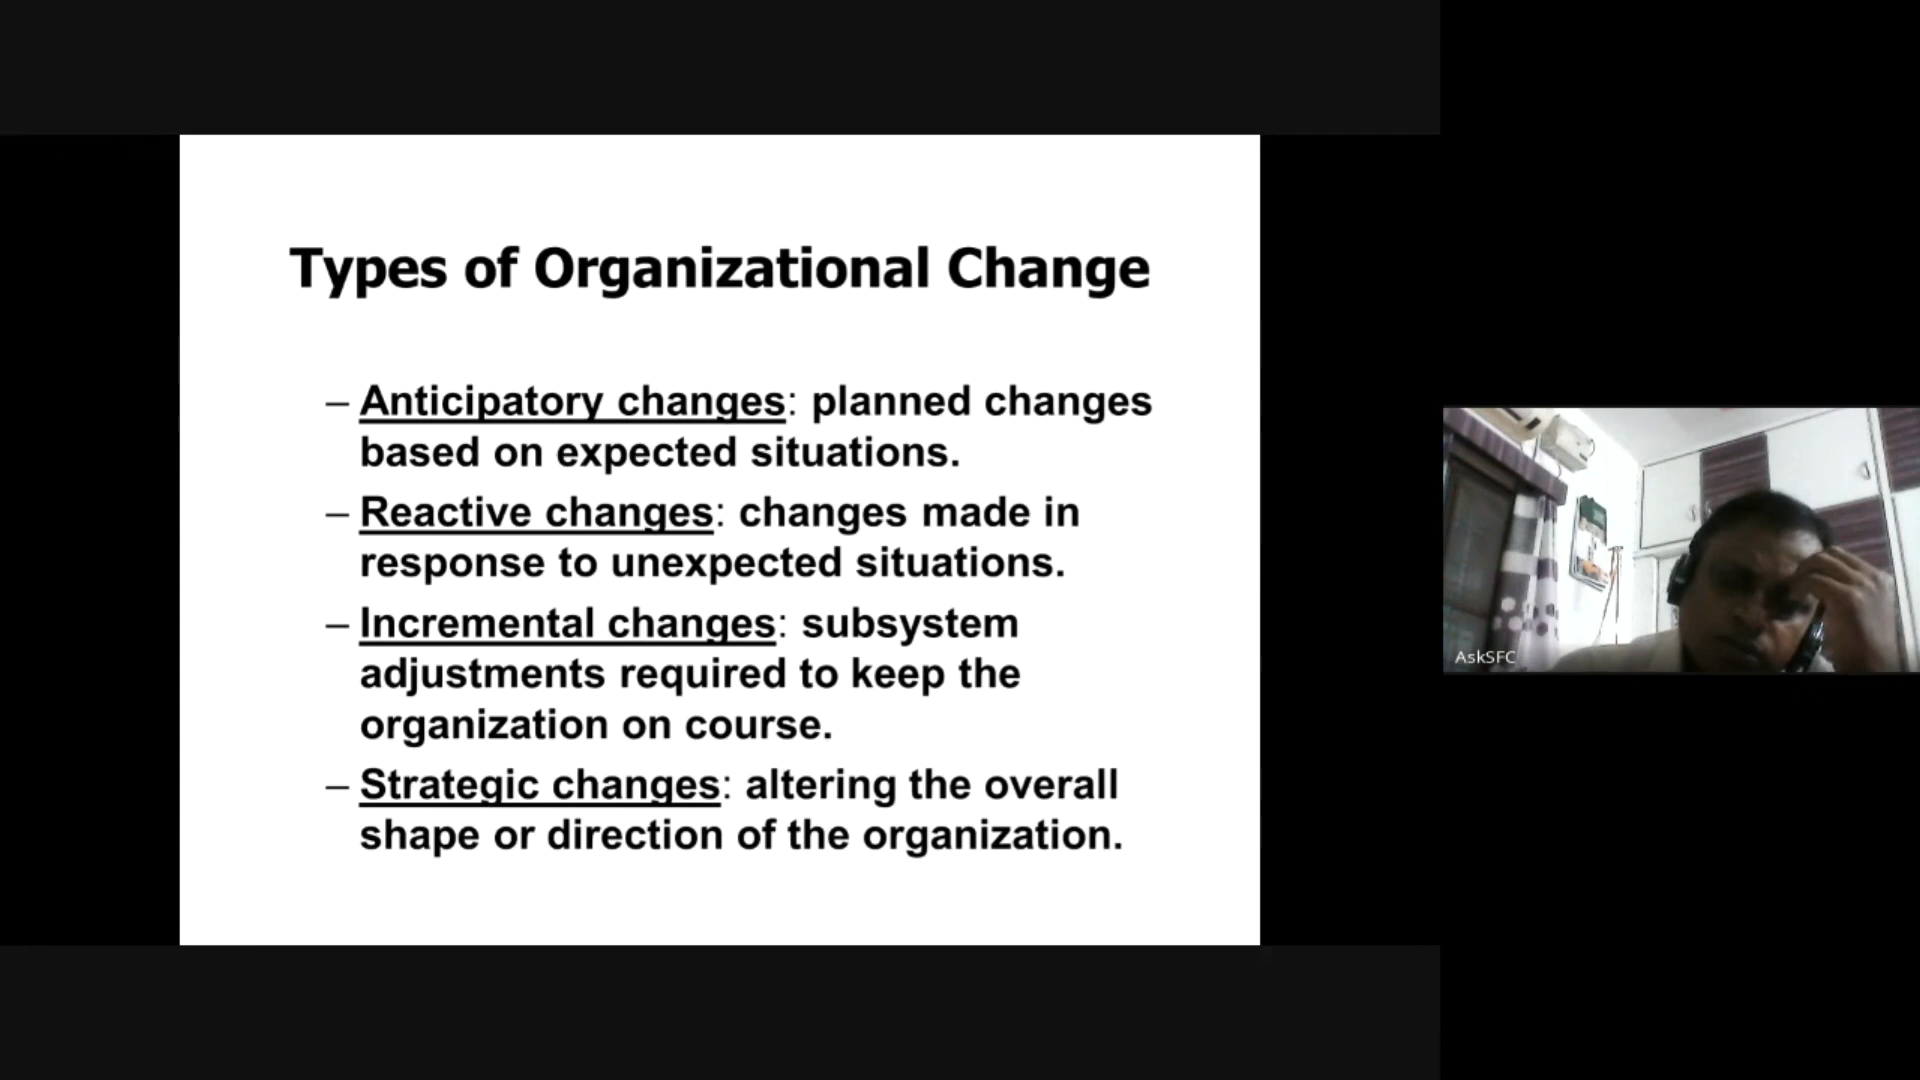 Types of Organizational Change
– Anticipatory changes: planned changes
based on expected situations.
– Reactive changes: changes made in
response to unexpected situations.
– Incremental changes: subsystem
adjustments required to keep the
organization on course.
– Strategic changes: altering the overall
shape or direction of the organization.
AskSFC